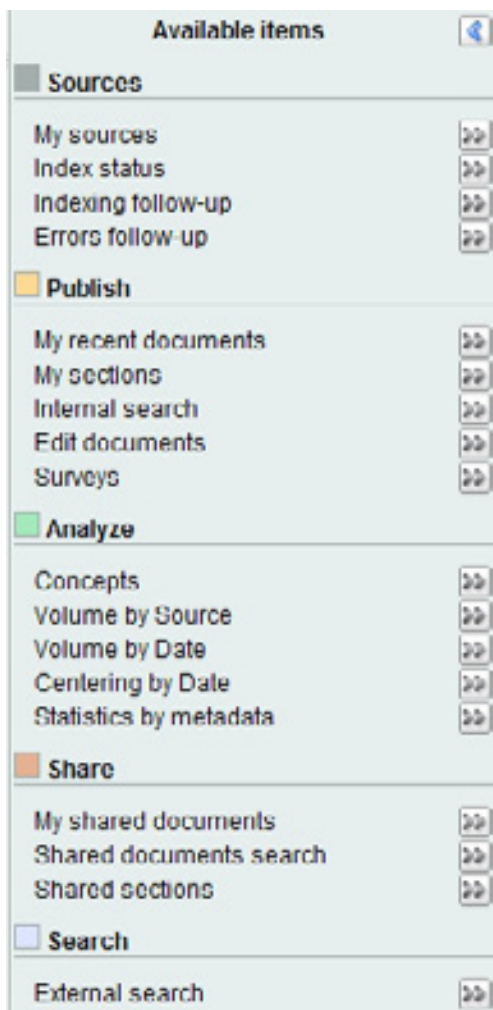 Available items
Sources
My sources
Index status
Indexing follow-up
Errors follow-up
Publish
My recent documents
My sections
Internal search
Edit documents
Surveys
Analyze
Concepts
Volume by Source
Volume by Date
Centering by Date
Statistics by metadata
Share
My shared documents
Shared documents search
Shared sections
Search
External search